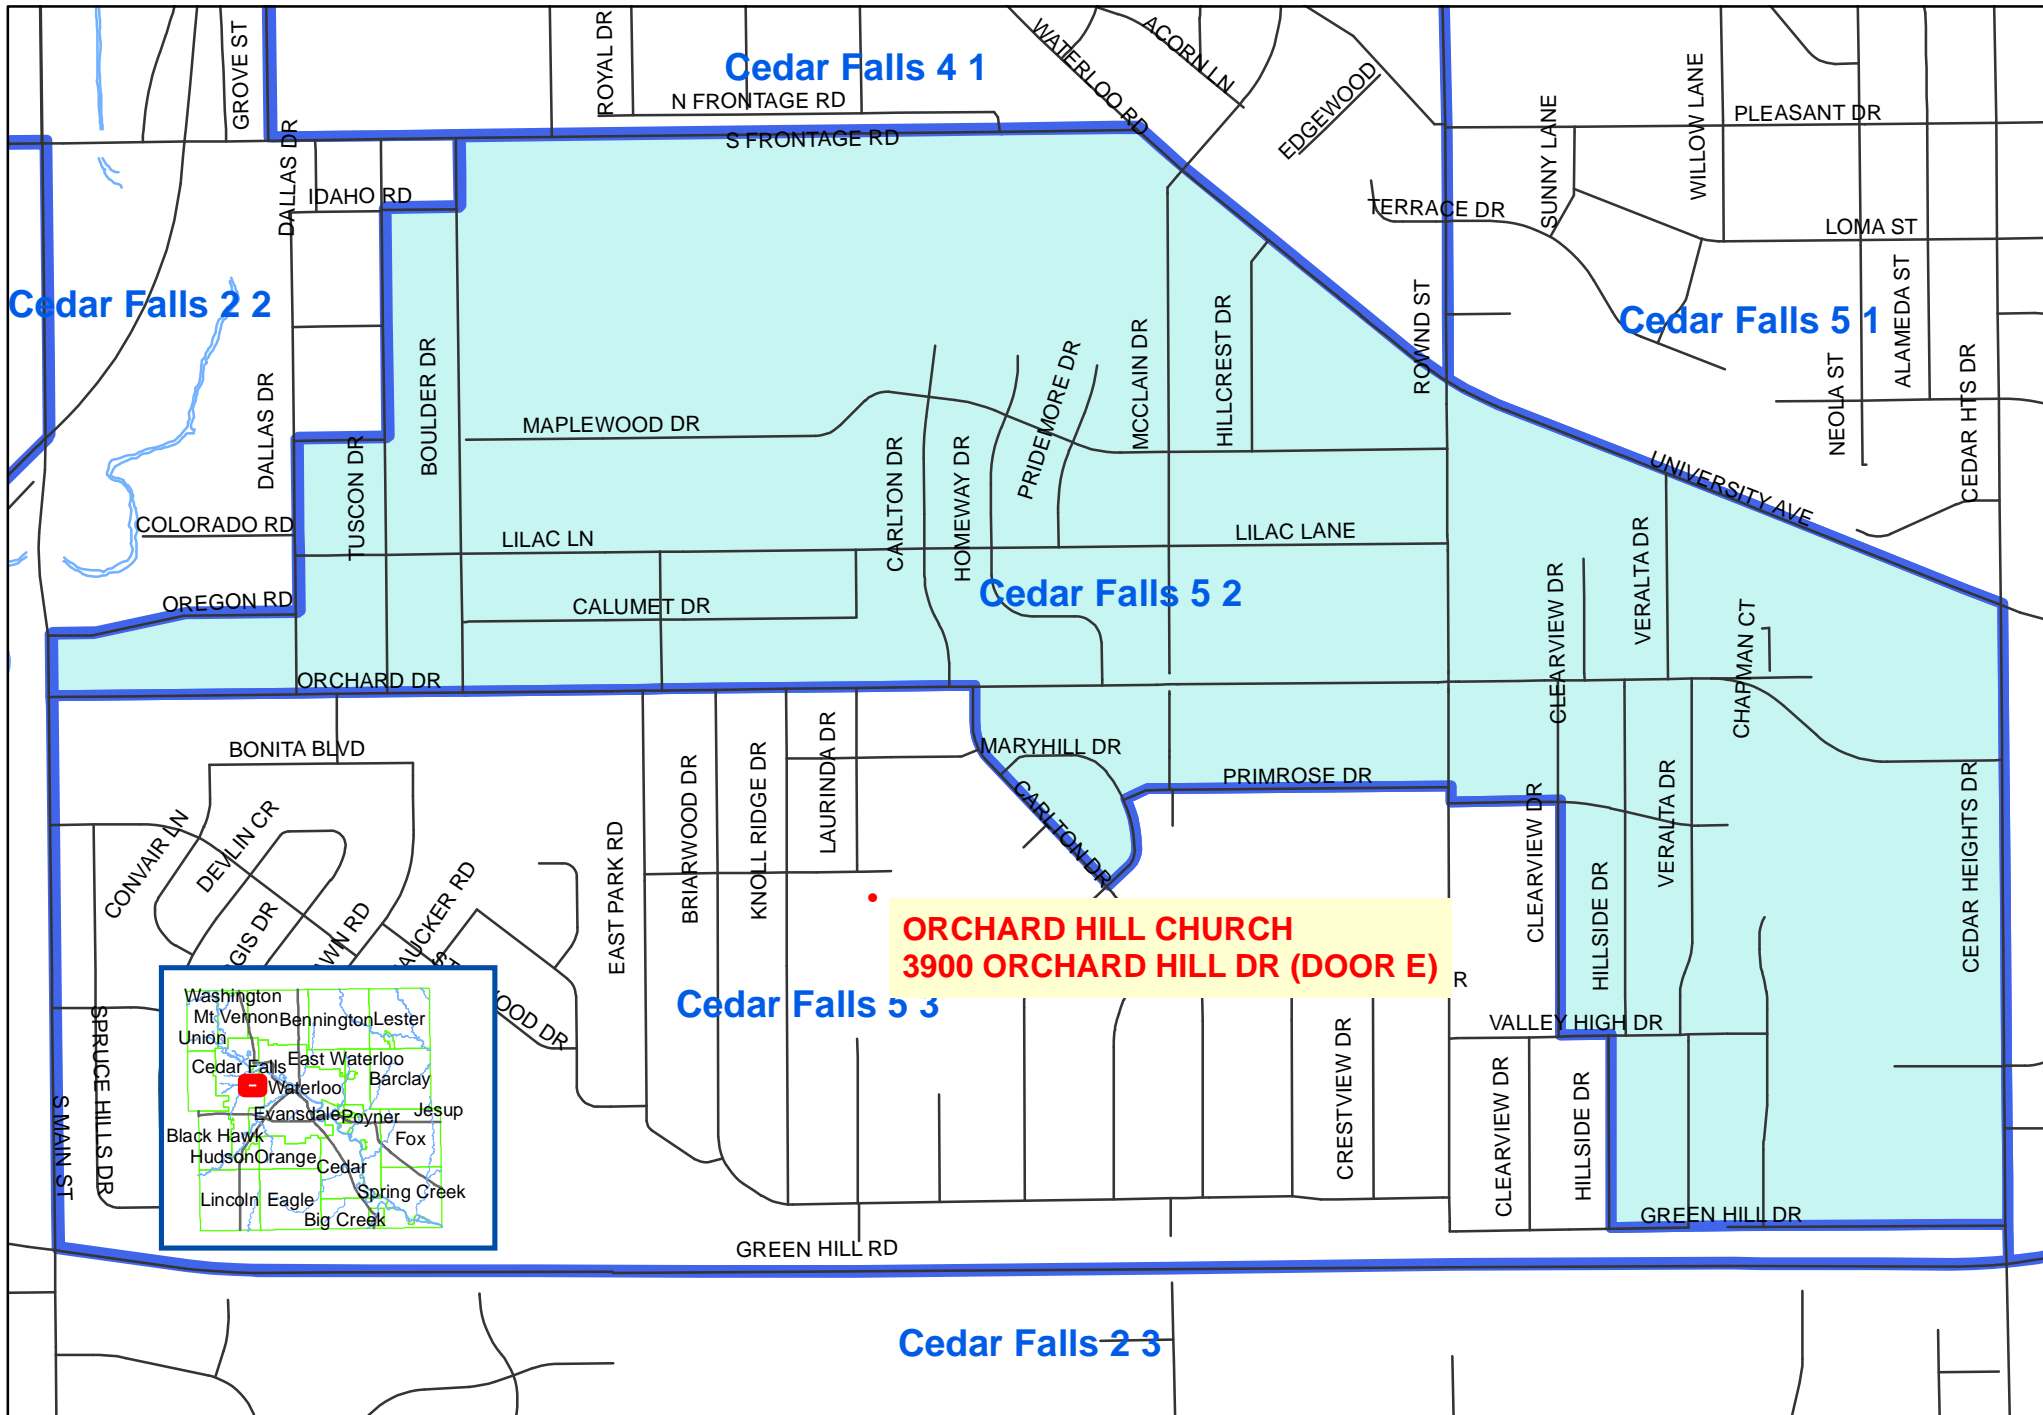 GROVE ST
ROYAL DR
Cedar Falls 4 1
WATERLOO RD
ACORN LN
EDGEWOOD
N FRONTAGE RD
S FRONTAGE RD
SUNNY LANE
WILLOW LANE
PLEASANT DR
DALLAS DR
IDAHO RD
TERRACE DR
LOMA ST
Cedar Falls 2 2
Cedar Falls 5 1
ROWND ST
ALAMEDA ST
NEOLA ST
CEDAR HTS DR
DALLAS DR
BOULDER DR
TUSCON DR
MAPLEWOOD DR
CARLTON DR
HOMEWAY DR
PRIDEMORE DR
MCCLAIN DR
HILLCREST DR
UNIVERSITY AVE
COLORADO RD
LILAC LN
LILAC LANE
OREGON RD
CALUMET DR
Cedar Falls 5 2
CLEARVIEW DR
VERALTA DR
CHAPMAN CT
ORCHARD DR
BONITA BLVD
MARYHILL DR
PRIMROSE DR
CARLTON DR
CONVAIR LN
DEVLIN CR
EAST PARK RD
BRIARWOOD DR
KNOLL RIDGE DR
LAURINDA DR
CLEARVIEW DR
HILLSIDE DR
VERALTA DR
CEDAR HEIGHTS DR
GIS DR
WN RD
AUCKER RD
ST
OOD DR
ORCHARD HILL CHURCH
3900 ORCHARD HILL DR (DOOR E)
R
Cedar Falls 5 3
VALLEY HIGH DR
CLEARVIEW DR
HILLSIDE DR
CRESTVIEW DR
S MAIN ST
SPRUCE HILLS DR
Washington
Mt Vernon
Bennington
Lester
Union
Cedar Falls
East Waterloo
Waterloo
Barclay
Evansdale
Poyner
Jesup
Black Hawk
Fox
Hudson
Orange
Cedar
Lincoln
Eagle
Spring Creek
Big Creek
GREEN HILL DR
GREEN HILL RD
Cedar Falls 2 3